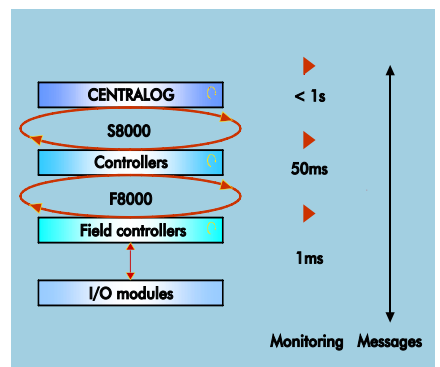 CENTRALOG
< 1s
S8000
Controllers
50ms
F8000
Field controllers
1ms
I/O modules
Monitoring Messages